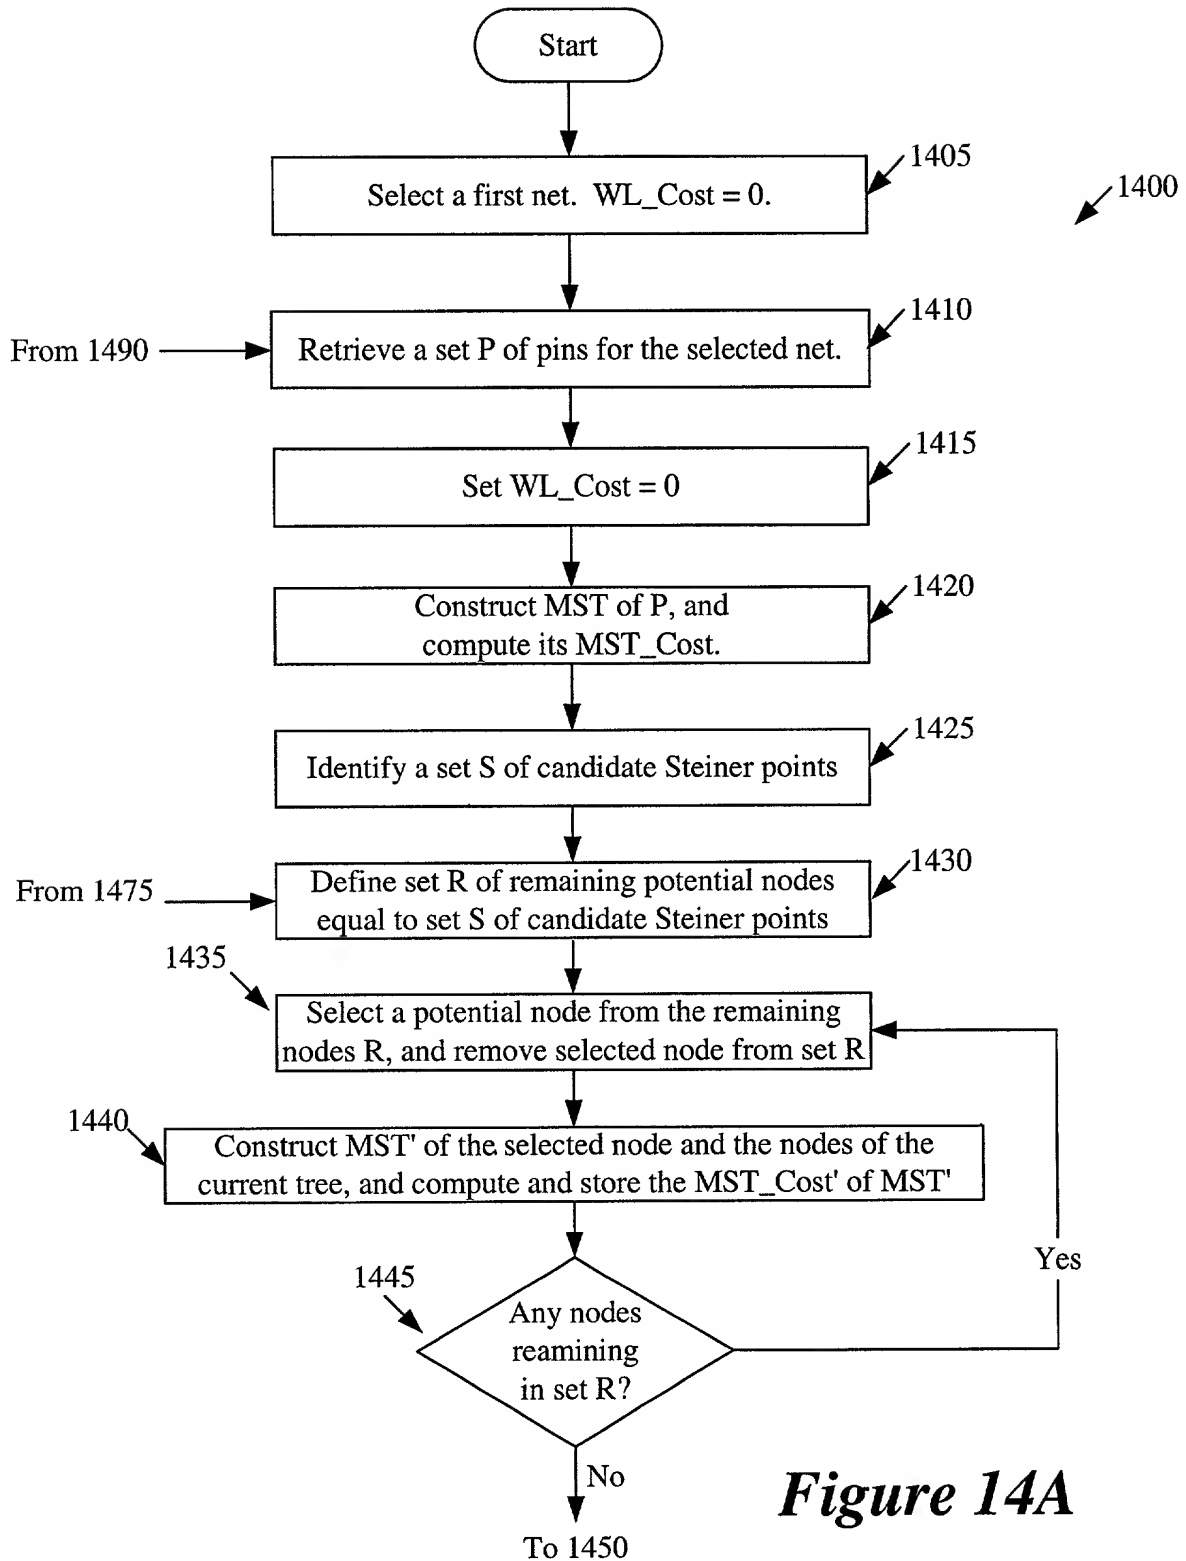 Start
1405
Select a first net. WL_Cost = 0.
1400
1410
From 1490
Retrieve a set P of pins for the selected net.
1415
Set WL_Cost = 0
1420
Construct MST of P, and
compute its MST_Cost.
1425
Identify a set S of candidate Steiner points
1430
From 1475
Define set R of remaining potential nodes
equal to set S of candidate Steiner points
1435
Select a potential node from the remaining
nodes R, and remove selected node from set R
1440
Construct MST' of the selected node and the nodes of the
current tree, and compute and store the MST_Cost' of MST'
Yes
1445
Any nodes
reamining
in set R?
No
Figure 14A
To 1450